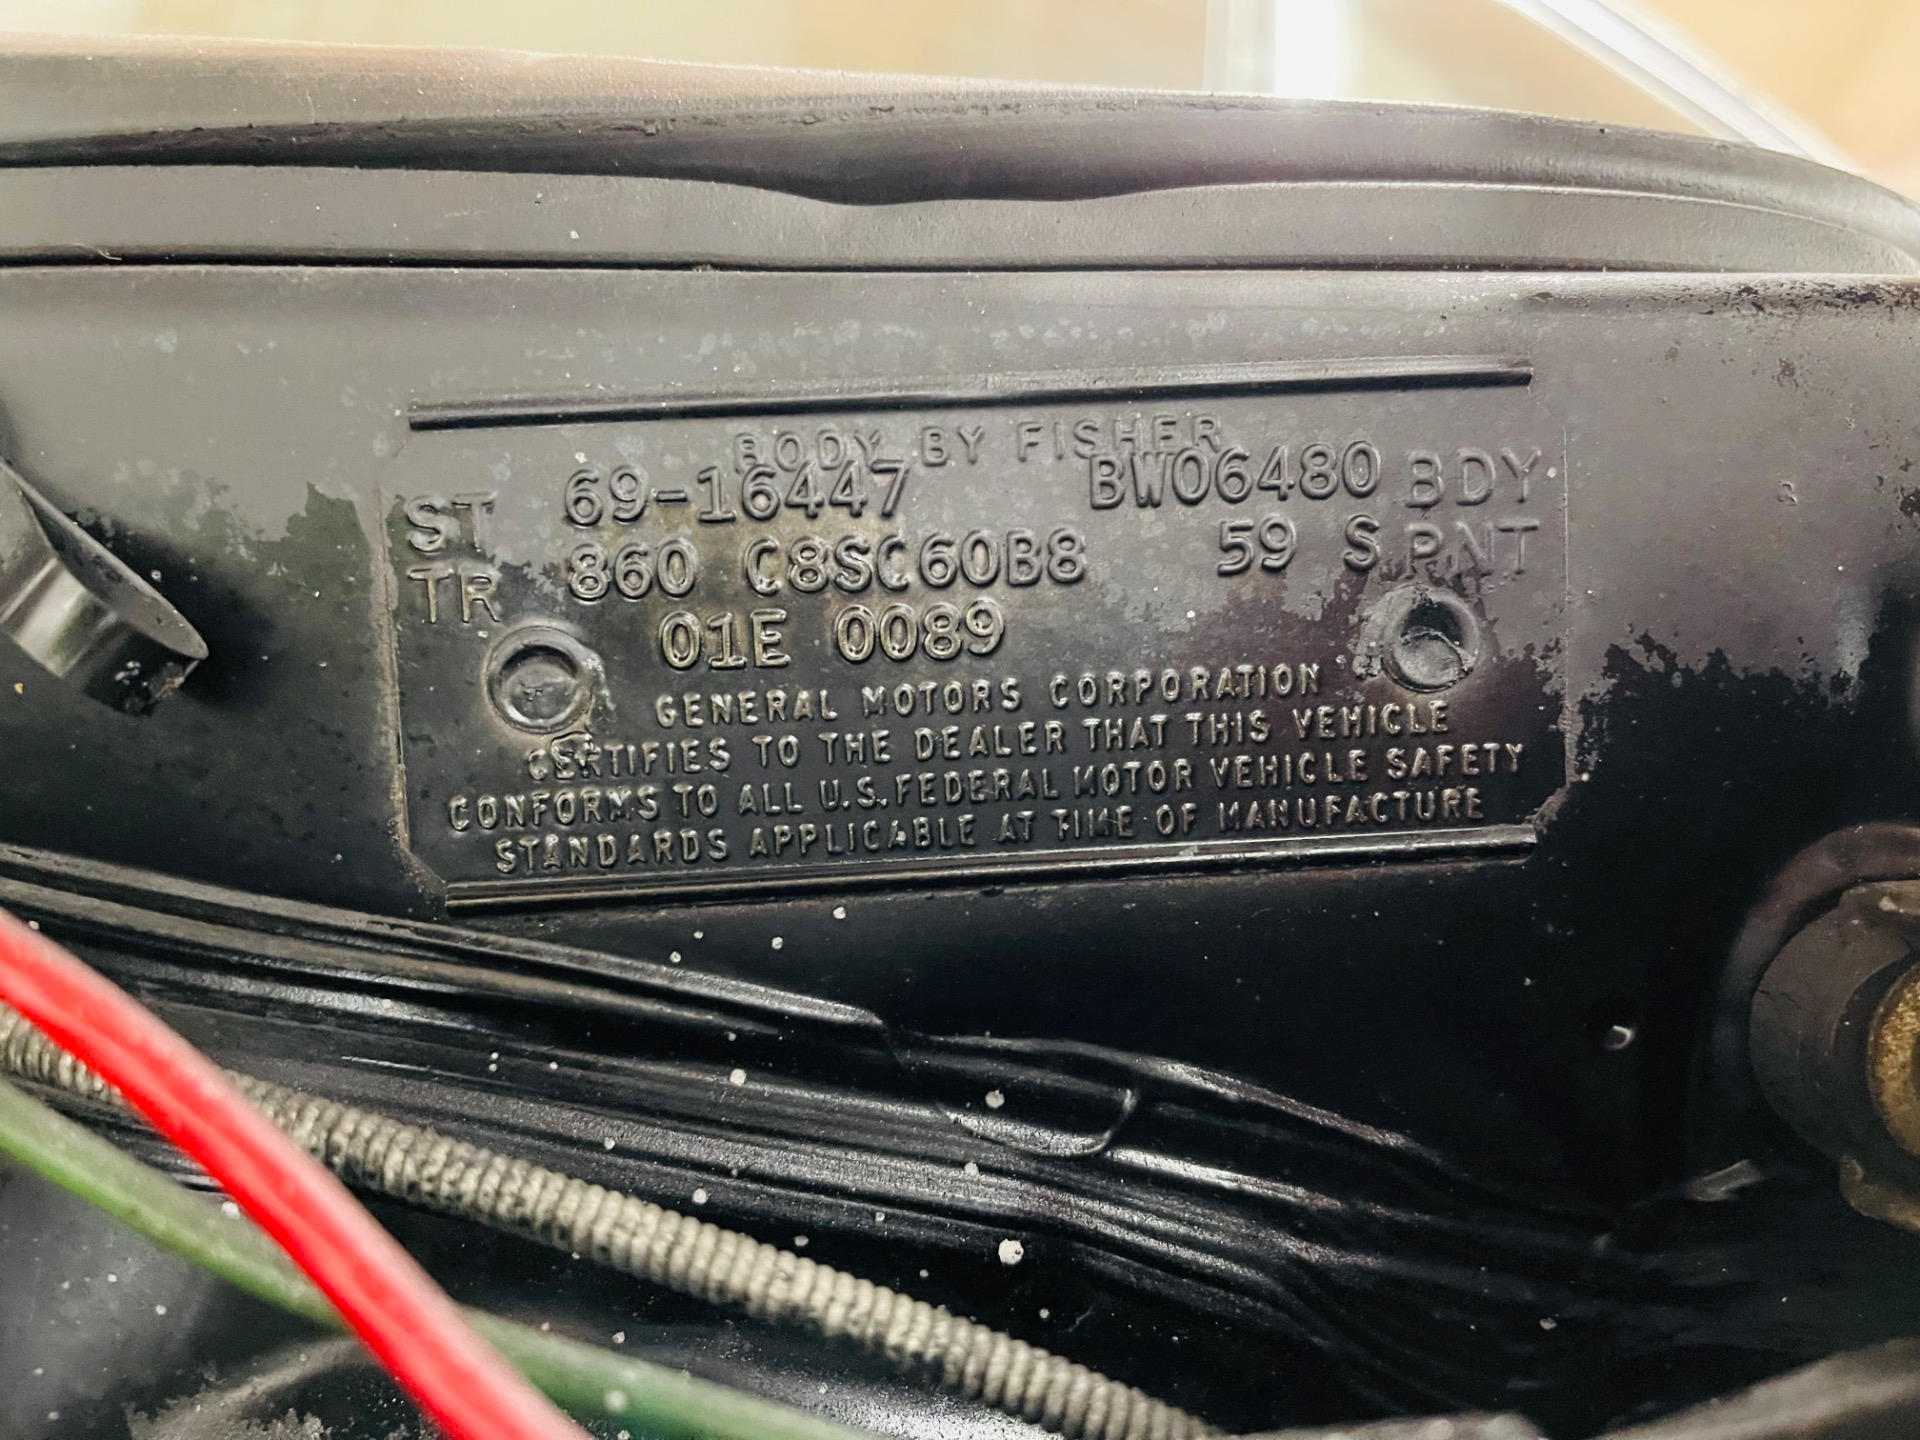 BODY BY FISHER
ST 69-16447 BW06480 BDY
TR 860 C8SC60B8 59 S PNT
01E 0089
GENERAL MOTORS CORPORATION
CERTIFIES TO THE DEALER THAT THIS VEHICLE
CONFORMS TO ALL U.S. FEDERAL MOTOR VEHICLE SAFETY
STANDARDS APPLICABLE AT TIME OF MANUFACTURE